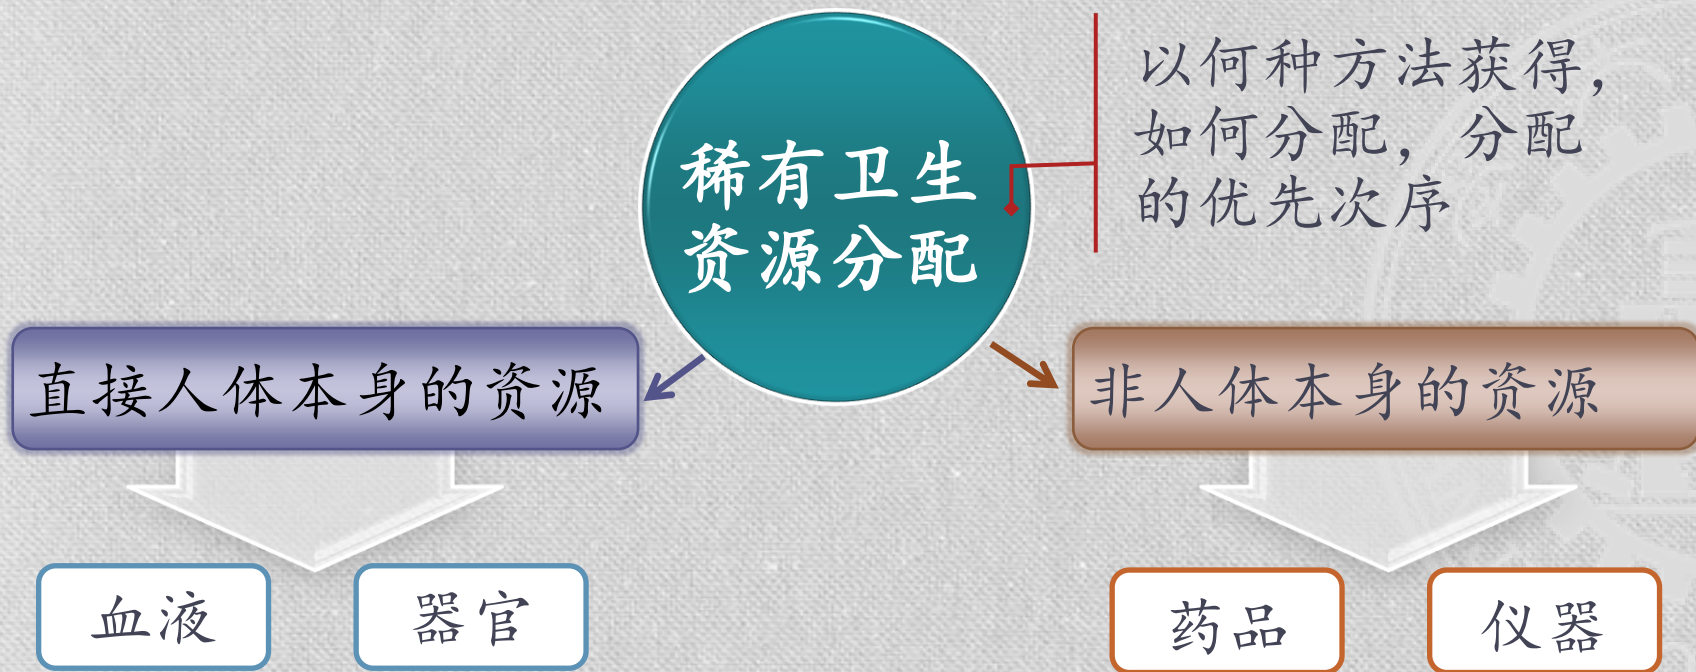 稀有卫生
资源分配
以何种方法获得，
如何分配，分配
的优先次序
直接人体本身的资源
非人体本身的资源
血液
器官
药品
仪器